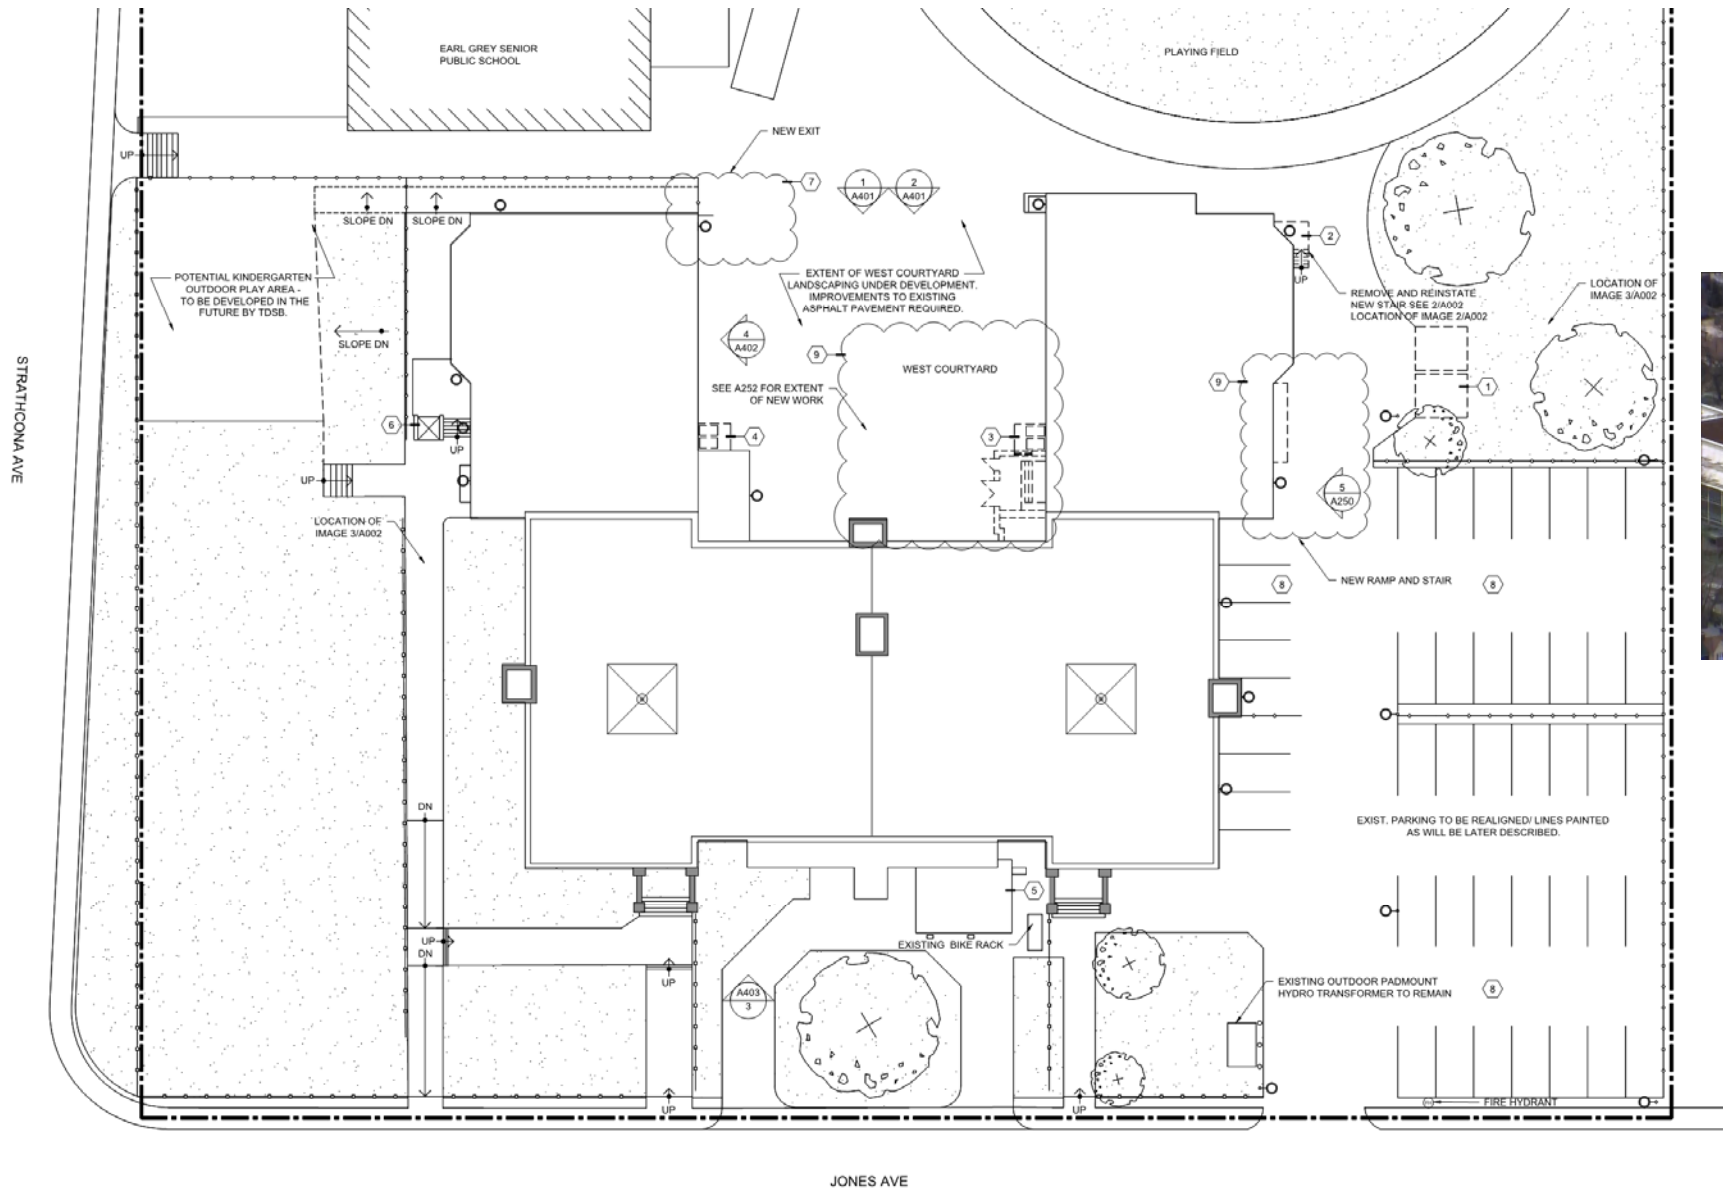 EARL GREY SENIOR
PUBLIC SCHOOL
PLAYING FIELD
NEW EXIT
UP
7
1
A401
2
A401
SLOPE DN
SLOPE DN
2
UP
POTENTIAL KINDERGARTEN
OUTDOOR PLAY AREA -
TO BE DEVELOPED IN THE
FUTURE BY TDSB.
EXTENT OF WEST COURTYARD
LANDSCAPING UNDER DEVELOPMENT.
IMPROVEMENTS TO EXISTING
ASPHALT PAVEMENT REQUIRED.
REMOVE AND REINSTATE
NEW STAIR SEE 2/A002
LOCATION OF IMAGE 2/A002
LOCATION OF
IMAGE 3/A002
SLOPE DN
4
A402
9
WEST COURTYARD
SEE A252 FOR EXTENT
OF NEW WORK
9
1
STRATHCONA AVE
6
UP
4
3
UP
5
A250
LOCATION OF
IMAGE 3/A002
NEW RAMP AND STAIR
8
8
DN
EXIST. PARKING TO BE REALIGNED/ LINES PAINTED
AS WILL BE LATER DESCRIBED.
5
UP
DN
EXISTING BIKE RACK
UP
A403
3
EXISTING OUTDOOR PADMOUNT
HYDRO TRANSFORMER TO REMAIN
8
UP
UP
FIRE HYDRANT
JONES AVE